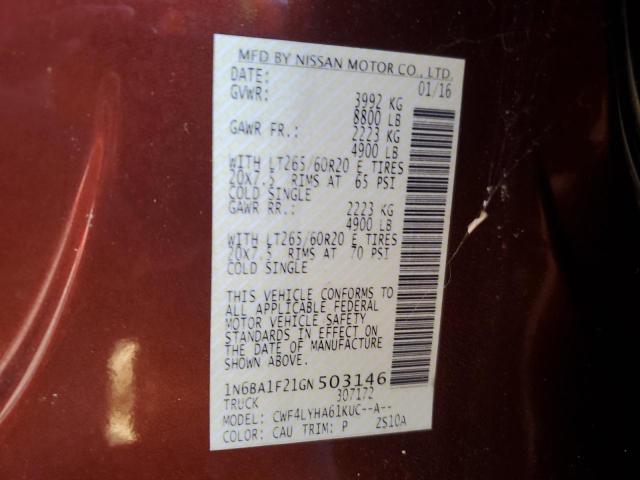 MFD BY NISSAN MOTOR CO., LTD.
DATE: 01/16
GVWR: 3992 KG
8800 LB
GAWR FR.: 2223 KG
4900 LB
WITH LT265/60R20 E TIRES
20X7.5 RIMS AT 65 PSI
COLD SINGLE
GAWR RR.: 2223 KG
4900 LB
WITH LT265/60R20 E TIRES
20X7.5 RIMS AT 70 PSI
COLD SINGLE
THIS VEHICLE CONFORMS TO
ALL APPLICABLE FEDERAL
MOTOR VEHICLE SAFETY
STANDARDS IN EFFECT ON
THE DATE OF MANUFACTURE
SHOWN ABOVE.
1N6BA1F21GN503146
TRUCK 307172
MODEL: CWF4LYHA61KUC--A--
COLOR: CAU TRIM: P 2S10A